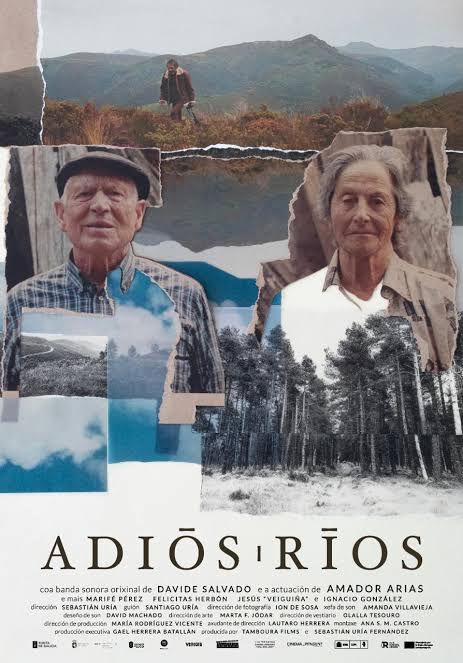 ADIŌS | RĪOS
coa banda sonora orixinal de DAVIDE SALVADO e a actuación de AMADOR ARIAS
e mais MARIFÉ PÉREZ FELICITAS HERBÓN JESÚS "VEIGUIÑA" e IGNACIO GONZÁLEZ
dirección SEBASTIÁN URÍA guión SANTIAGO URÍA dirección de fotografía ION DE SOSA xefa de son AMANDA VILLAVIEJA
deseño de son DAVID MACHADO dirección de arte MARTA F. JÓDAR dirección de vestiario OLALLA TESOURO
dirección de produción MARÍA RODRÍGUEZ VICENTE axudante de dirección LAUTARO HERRERA montaxe ANA S. M. CASTRO
produción executiva GAEL HERRERA BATALLÁN producida por TAMBOURA FILMS e SEBASTIÁN URÍA FERNÁNDEZ